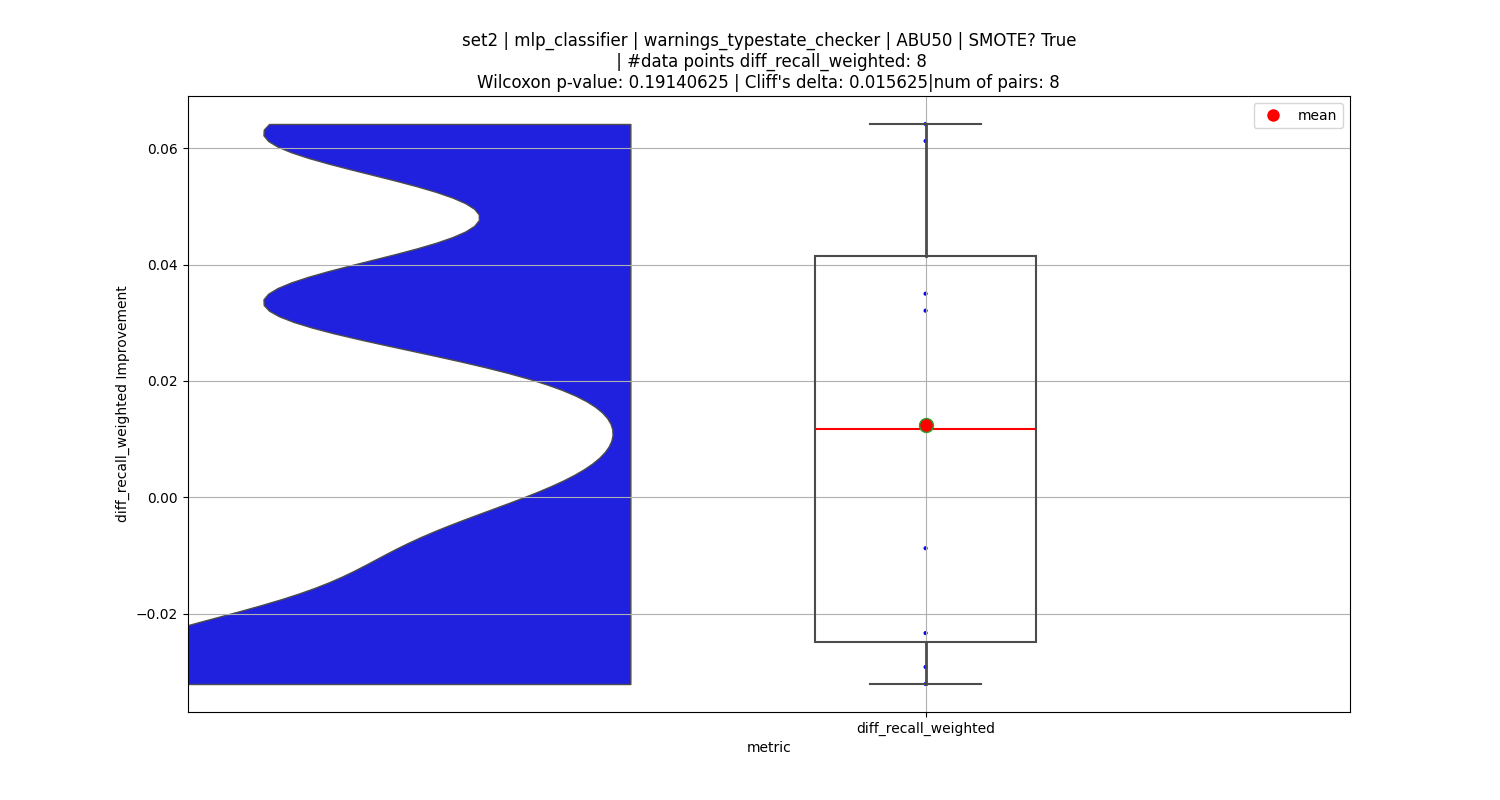 set2 | mlp_classifier | warnings_typestate_checker | ABU50 | SMOTE? True
| #data points diff_recall_weighted: 8
Wilcoxon p-value: 0.19140625 | Cliff's delta: 0.015625|num of pairs: 8
mean
0.06
0.04
0.02
0.00
−0.02
diff_recall_weighted Improvement
diff_recall_weighted
metric